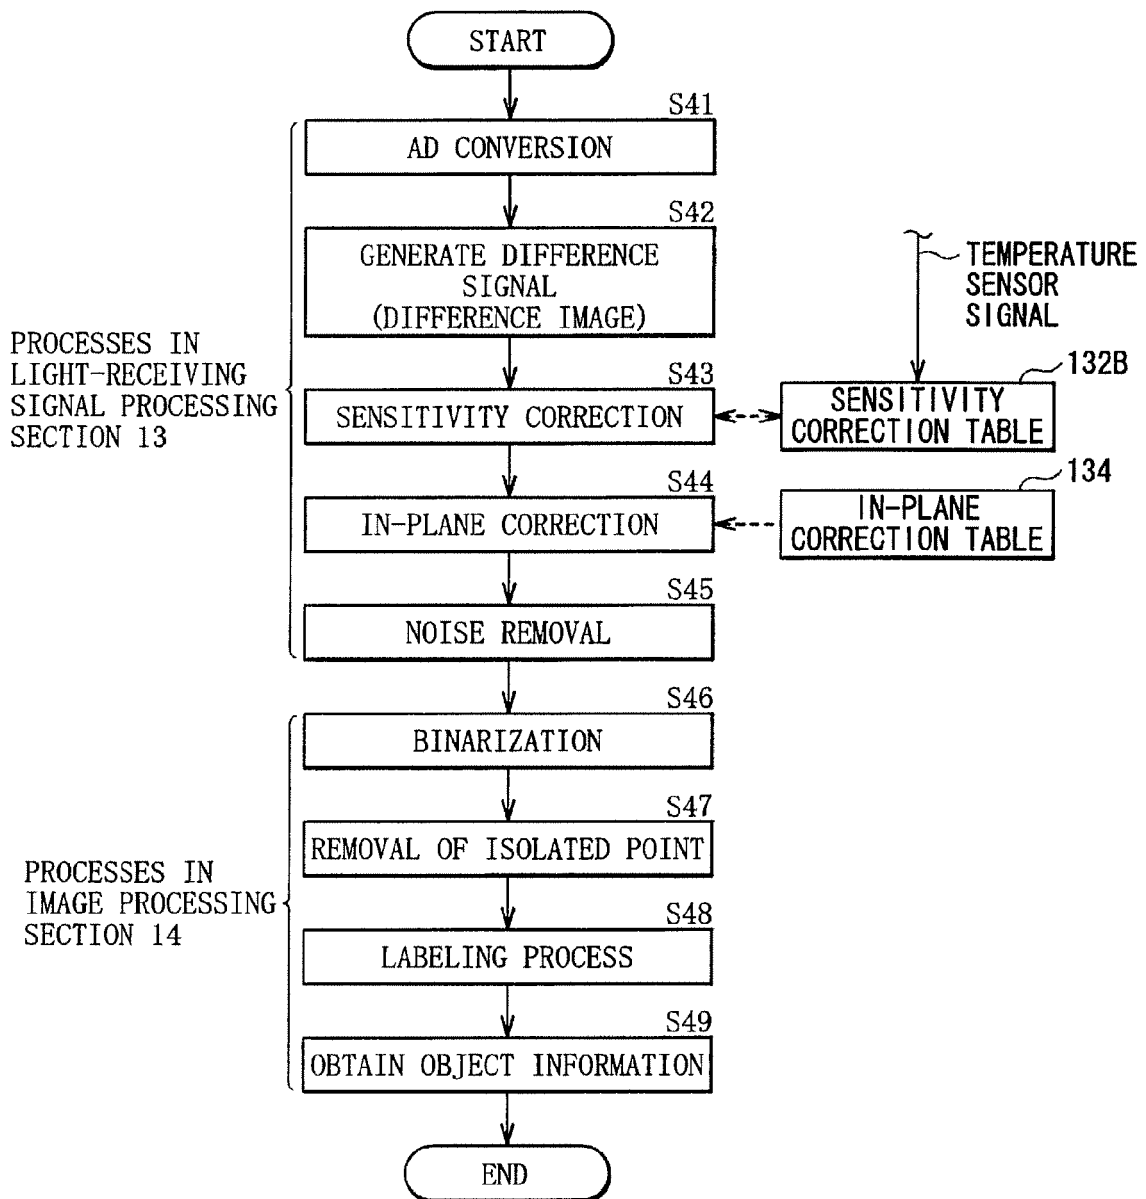 START
S41
AD CONVERSION
S42
GENERATE DIFFERENCE
SIGNAL
(DIFFERENCE IMAGE)
TEMPERATURE
SENSOR
SIGNAL
PROCESSES IN
LIGHT-RECEIVING
SIGNAL PROCESSING
SECTION 13
S43
SENSITIVITY CORRECTION
132B
SENSITIVITY
CORRECTION TABLE
S44
IN-PLANE CORRECTION
134
IN-PLANE
CORRECTION TABLE
S45
NOISE REMOVAL
S46
BINARIZATION
S47
REMOVAL OF ISOLATED POINT
PROCESSES IN
IMAGE PROCESSING
SECTION 14
S48
LABELING PROCESS
S49
OBTAIN OBJECT INFORMATION
END